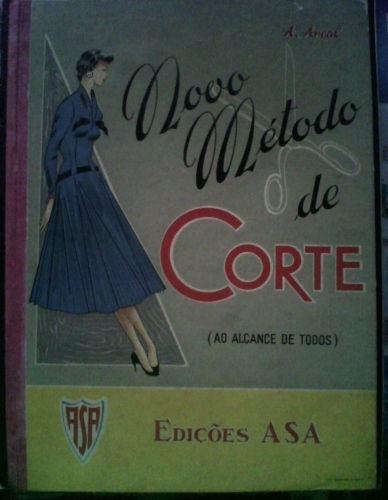 A. Arcal
Novo
Método
de
CORTE
(AO ALCANCE DE TODOS)
ASA
EDIÇÕES ASA